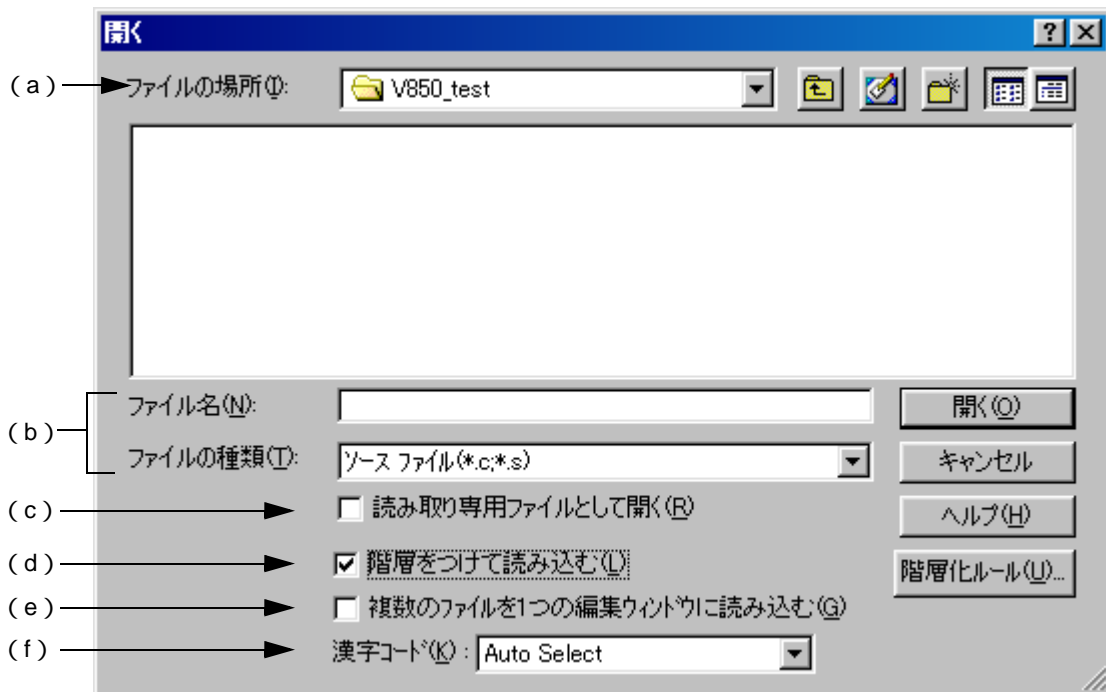 開く
(a) ファイルの場所(I): V850_test
(b)
ファイル名(N): 開く(O)
ファイルの種類(T): ソース ファイル(*.c;*.s) キャンセル
(c) 読み取り専用ファイルとして開く(R) ヘルプ(H)
(d) 階層をつけて読み込む(L) 階層化ルール(U)...
(e) 複数のファイルを1つの編集ウィンドウに読み込む(G)
(f) 漢字コード(K) : Auto Select